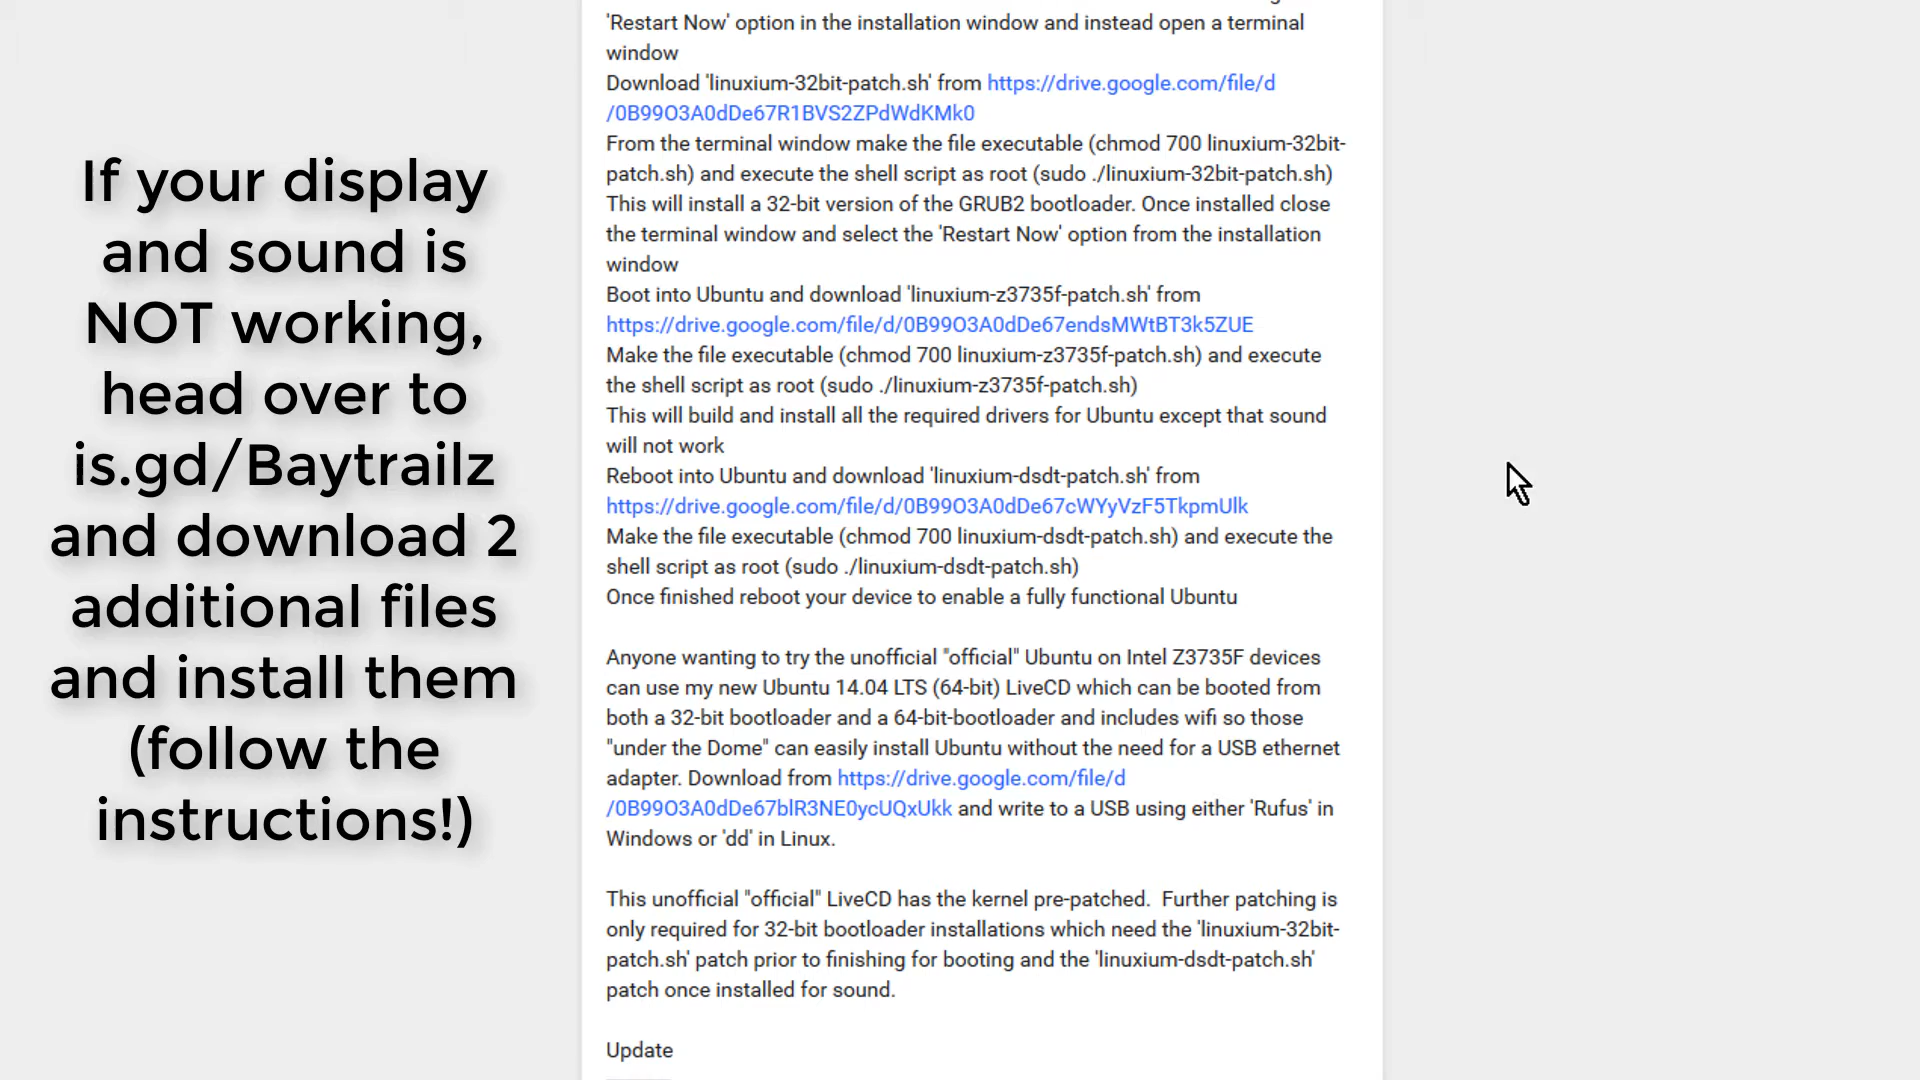 If your display
and sound is
NOT working,
head over to
is.gd/Baytrailz
and download 2
additional files
and install them
(follow the
instructions!)
'Restart Now' option in the installation window and instead open a terminal
window
Download 'linuxium-32bit-patch.sh' from https://drive.google.com/file/d
/0B99O3A0dDe67R1BVS2ZPdWdKMk0
From the terminal window make the file executable (chmod 700 linuxium-32bit-
patch.sh) and execute the shell script as root (sudo ./linuxium-32bit-patch.sh)
This will install a 32-bit version of the GRUB2 bootloader. Once installed close
the terminal window and select the 'Restart Now' option from the installation
window
Boot into Ubuntu and download 'linuxium-z3735f-patch.sh' from
https://drive.google.com/file/d/0B99O3A0dDe67endsMWtBT3k5ZUE
Make the file executable (chmod 700 linuxium-z3735f-patch.sh) and execute
the shell script as root (sudo ./linuxium-z3735f-patch.sh)
This will build and install all the required drivers for Ubuntu except that sound
will not work
Reboot into Ubuntu and download 'linuxium-dsdt-patch.sh' from
https://drive.google.com/file/d/0B99O3A0dDe67cWYyVzF5TkpmUlk
Make the file executable (chmod 700 linuxium-dsdt-patch.sh) and execute the
shell script as root (sudo ./linuxium-dsdt-patch.sh)
Once finished reboot your device to enable a fully functional Ubuntu
Anyone wanting to try the unofficial "official" Ubuntu on Intel Z3735F devices
can use my new Ubuntu 14.04 LTS (64-bit) LiveCD which can be booted from
both a 32-bit bootloader and a 64-bit-bootloader and includes wifi so those
"under the Dome" can easily install Ubuntu without the need for a USB ethernet
adapter. Download from https://drive.google.com/file/d
/0B99O3A0dDe67blR3NE0ycUQxUkk and write to a USB using either 'Rufus' in
Windows or 'dd' in Linux.
This unofficial "official" LiveCD has the kernel pre-patched.  Further patching is
only required for 32-bit bootloader installations which need the 'linuxium-32bit-
patch.sh' patch prior to finishing for booting and the 'linuxium-dsdt-patch.sh'
patch once installed for sound.
Update